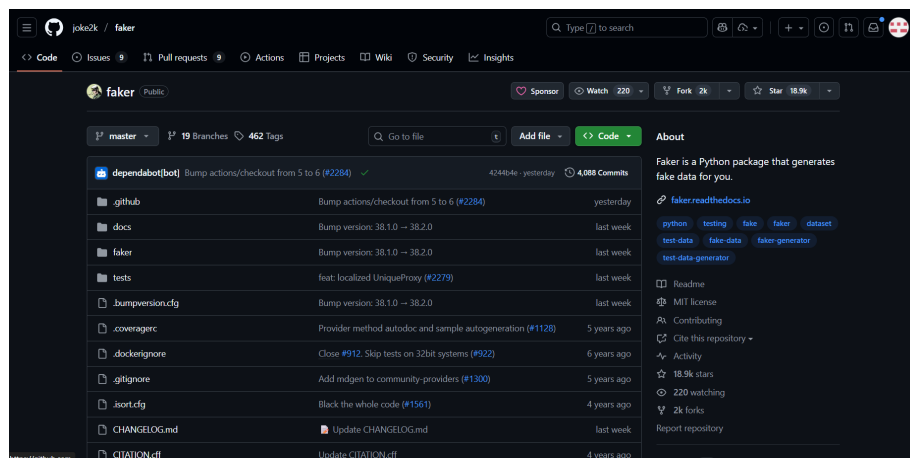 joke2k / faker
Type / to search
Code
Issues 9
Pull requests 9
Actions
Projects
Wiki
Security
Insights
faker Public
Sponsor
Watch 220
Fork 2k
Star 18.9k
master
19 Branches
462 Tags
Go to file t
Add file
Code
dependabot[bot] Bump actions/checkout from 5 to 6 (#2284) 4244b4e · yesterday 4,088 Commits
.github Bump actions/checkout from 5 to 6 (#2284) yesterday
docs Bump version: 38.1.0 → 38.2.0 last week
faker Bump version: 38.1.0 → 38.2.0 last week
tests feat: localized UniqueProxy (#2279) last week
.bumpversion.cfg Bump version: 38.1.0 → 38.2.0 last week
.coveragerc Provider method autodoc and sample autogeneration (#1128) 5 years ago
.dockerignore Close #912. Skip tests on 32bit systems (#922) 6 years ago
.gitignore Add mdgen to community-providers (#1300) 5 years ago
.isort.cfg Black the whole code (#1561) 4 years ago
CHANGELOG.md Update CHANGELOG.md last week
CITATION.cff Update CITATION.cff 4 years ago
About
Faker is a Python package that generates
fake data for you.
faker.readthedocs.io
python testing fake faker dataset
test-data fake-data faker-generator
test-data-generator
Readme
MIT license
Contributing
Cite this repository
Activity
18.9k stars
220 watching
2k forks
Report repository